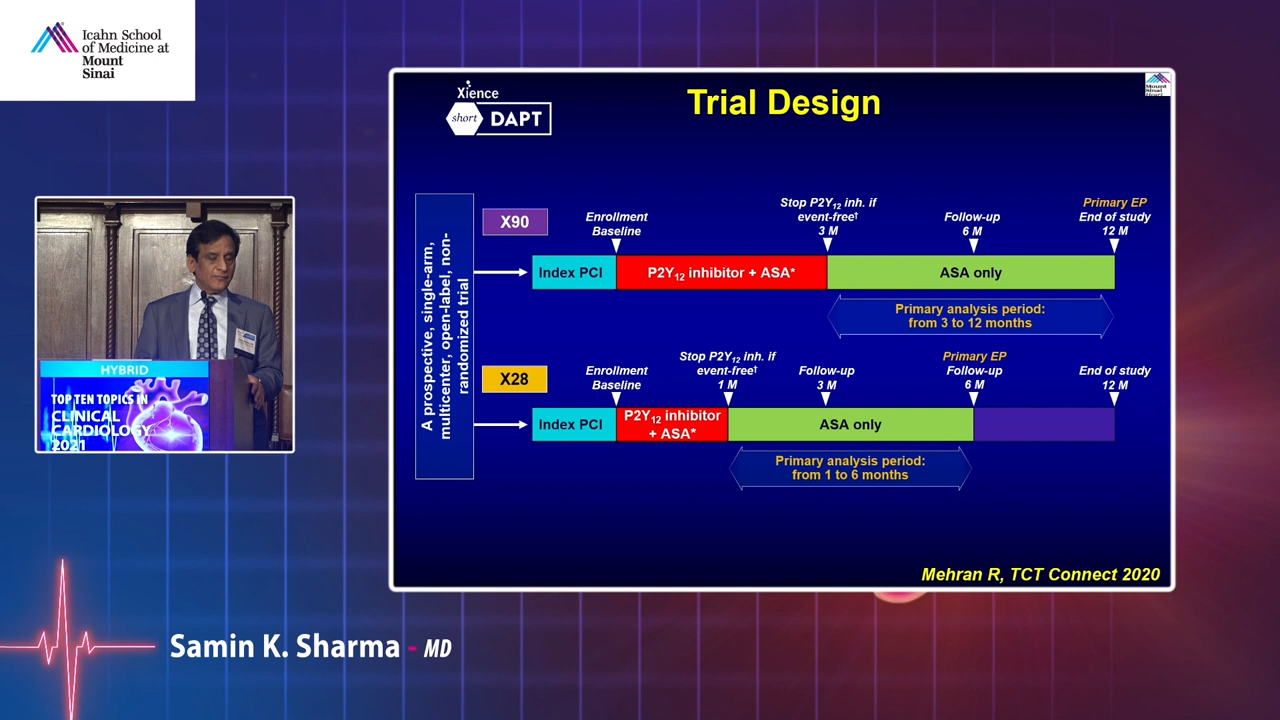 Icahn School
of Medicine at
Mount
Sinai
Xience
short DAPT
Trial Design
Mount
Sinai
A prospective, single-arm,
multicenter, open-label, non-
randomized trial
X90
Enrollment
Baseline
Stop P2Y12 inh. if
event-free†
3 M
Follow-up
6 M
Primary EP
End of study
12 M
Index PCI
P2Y12 inhibitor + ASA*
ASA only
Primary analysis period:
from 3 to 12 months
X28
Enrollment
Baseline
Stop P2Y12 inh. if
event-free†
1 M
Follow-up
3 M
Primary EP
Follow-up
6 M
End of study
12 M
Index PCI
P2Y12 inhibitor
+ ASA*
ASA only
Primary analysis period:
from 1 to 6 months
Mehran R, TCT Connect 2020
HYBRID
TOP TEN TOPICS IN
CLINICAL
CARDIOLOGY
2021
Samin K. Sharma - MD